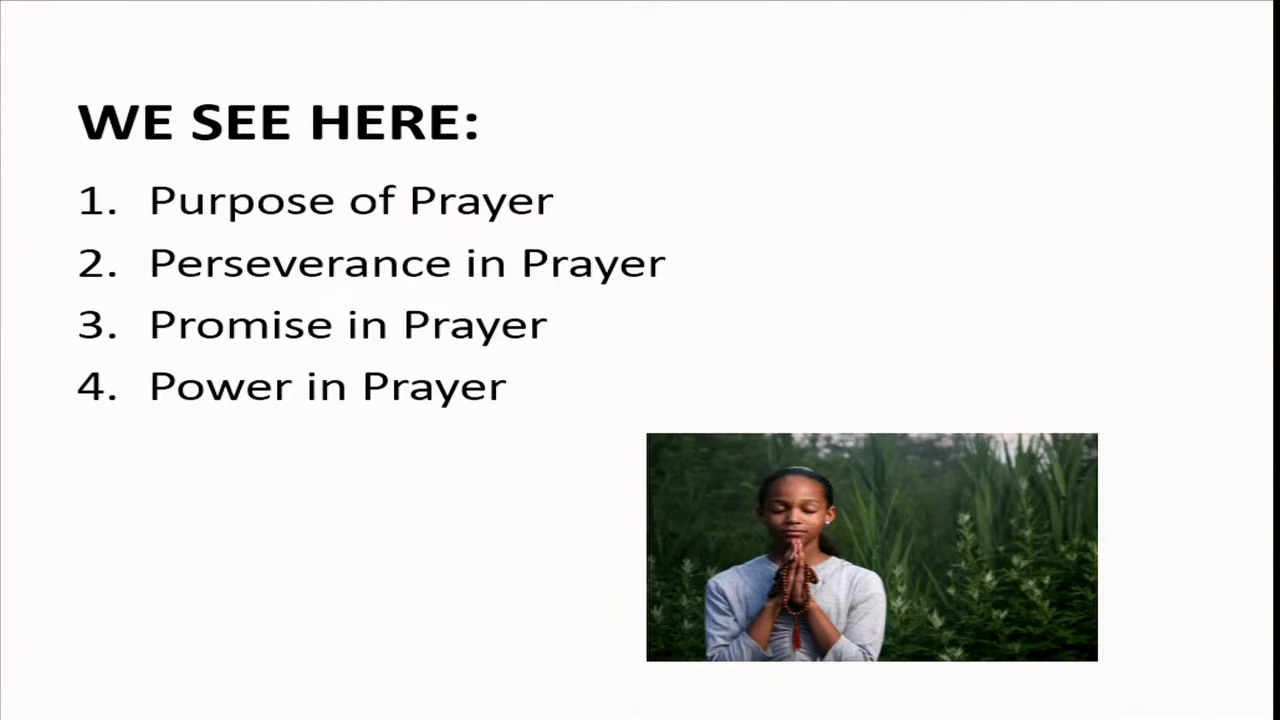 WE SEE HERE:
1. Purpose of Prayer
2. Perseverance in Prayer
3. Promise in Prayer
4. Power in Prayer